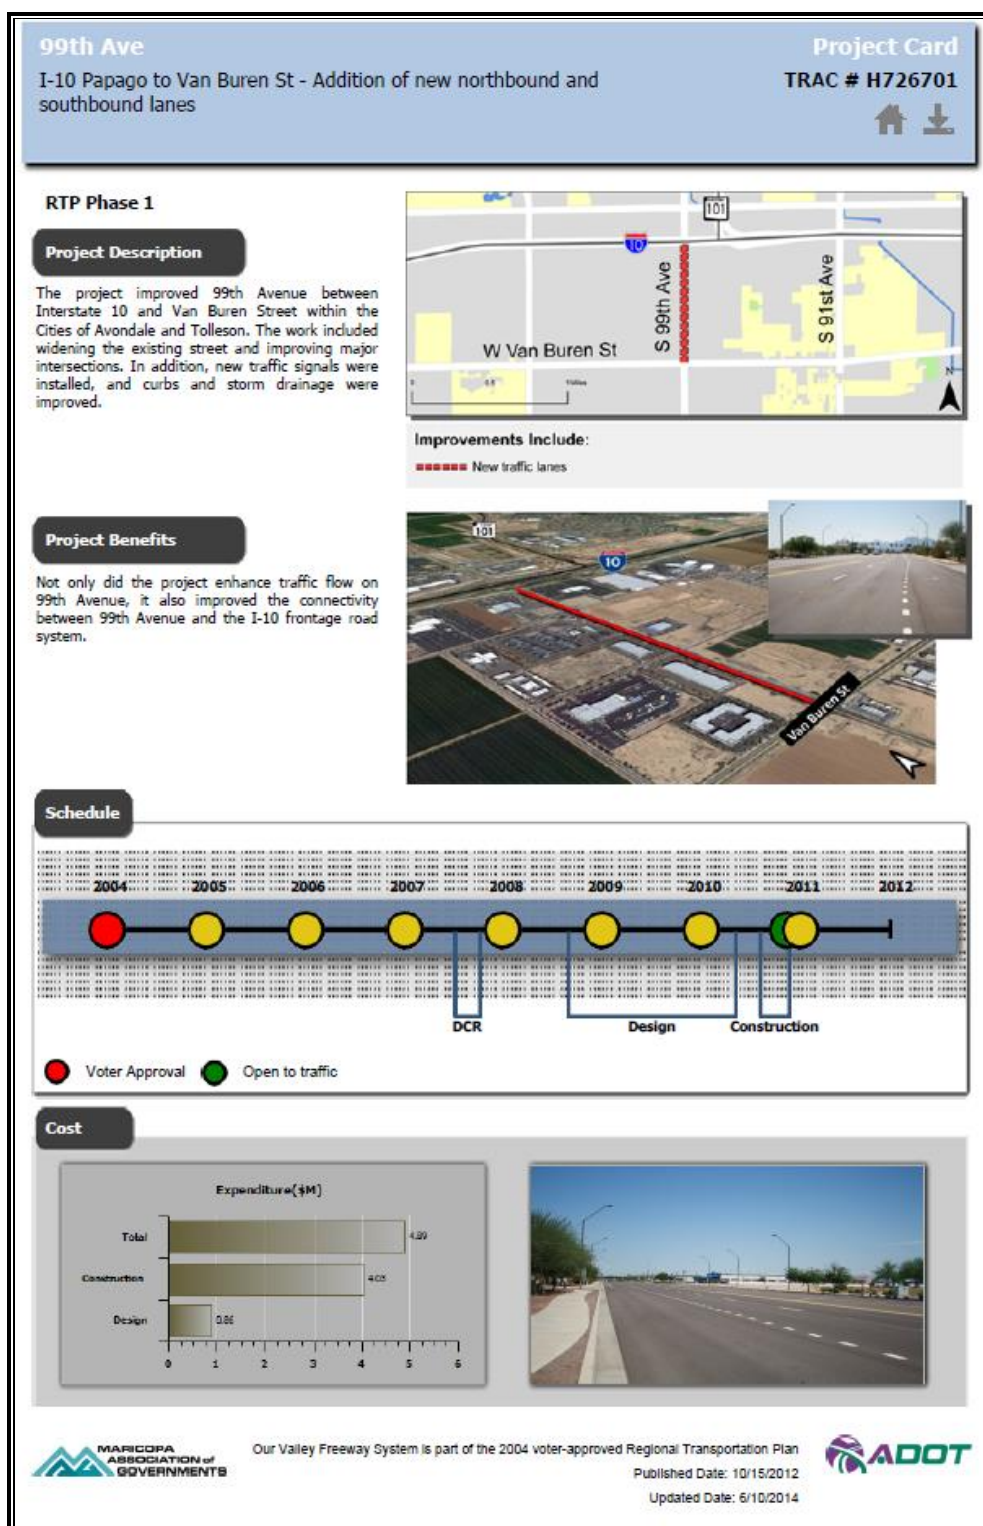 99th Ave
Project Card
I-10 Papago to Van Buren St - Addition of new northbound and
southbound lanes
TRAC # H726701
RTP Phase 1
Project Description
The project improved 99th Avenue between
Interstate 10 and Van Buren Street within the
Cities of Avondale and Tolleson. The work included
widening the existing street and improving major
intersections. In addition, new traffic signals were
installed, and curbs and storm drainage were
improved.
101
10
S 99th Ave
S 91st Ave
W Van Buren St
N
0 0.5 1 Miles
Improvements Include:
New traffic lanes
Project Benefits
Not only did the project enhance traffic flow on
99th Avenue, it also improved the connectivity
between 99th Avenue and the I-10 frontage road
system.
101
10
Van Buren St
Schedule
2004 2005 2006 2007 2008 2009 2010 2011 2012
DCR Design Construction
Voter Approval Open to traffic
Cost
Expenditure($M)
Total 4.89
Construction 4.03
Design 0.86
0 1 2 3 4 5 6
MARICOPA
ASSOCIATION of
GOVERNMENTS
Our Valley Freeway System is part of the 2004 voter-approved Regional Transportation Plan
Published Date: 10/15/2012
Updated Date: 6/10/2014
ADOT